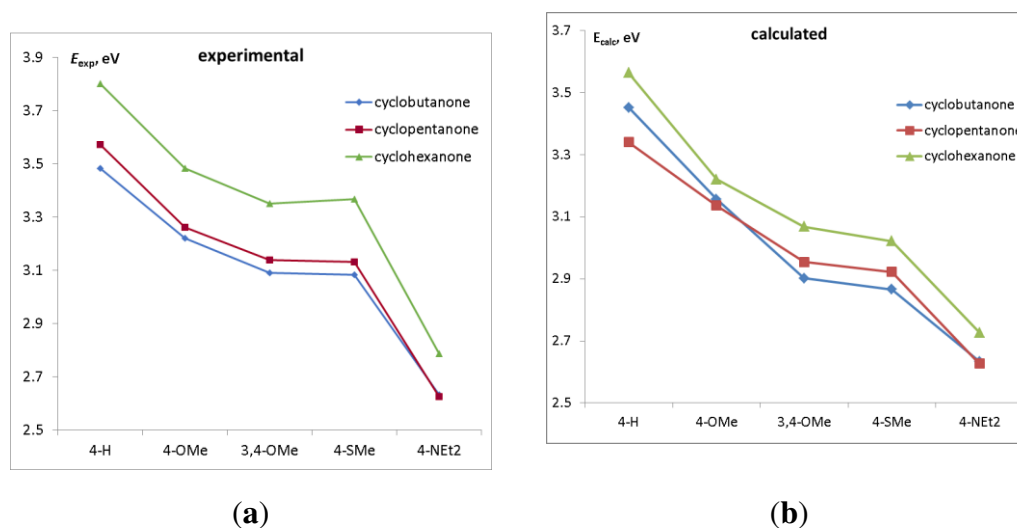 E_exp, eV
experimental
3.9
3.7
3.5
3.3
3.1
2.9
2.7
2.5
cyclobutanone
cyclopentanone
cyclohexanone
4-H 4-OMe 3,4-OMe 4-SMe 4-NEt2
(a)
E_calc, eV
calculated
3.7
3.5
3.3
3.1
2.9
2.7
2.5
cyclobutanone
cyclopentanone
cyclohexanone
4-H 4-OMe 3,4-OMe 4-SMe 4-NEt2
(b)